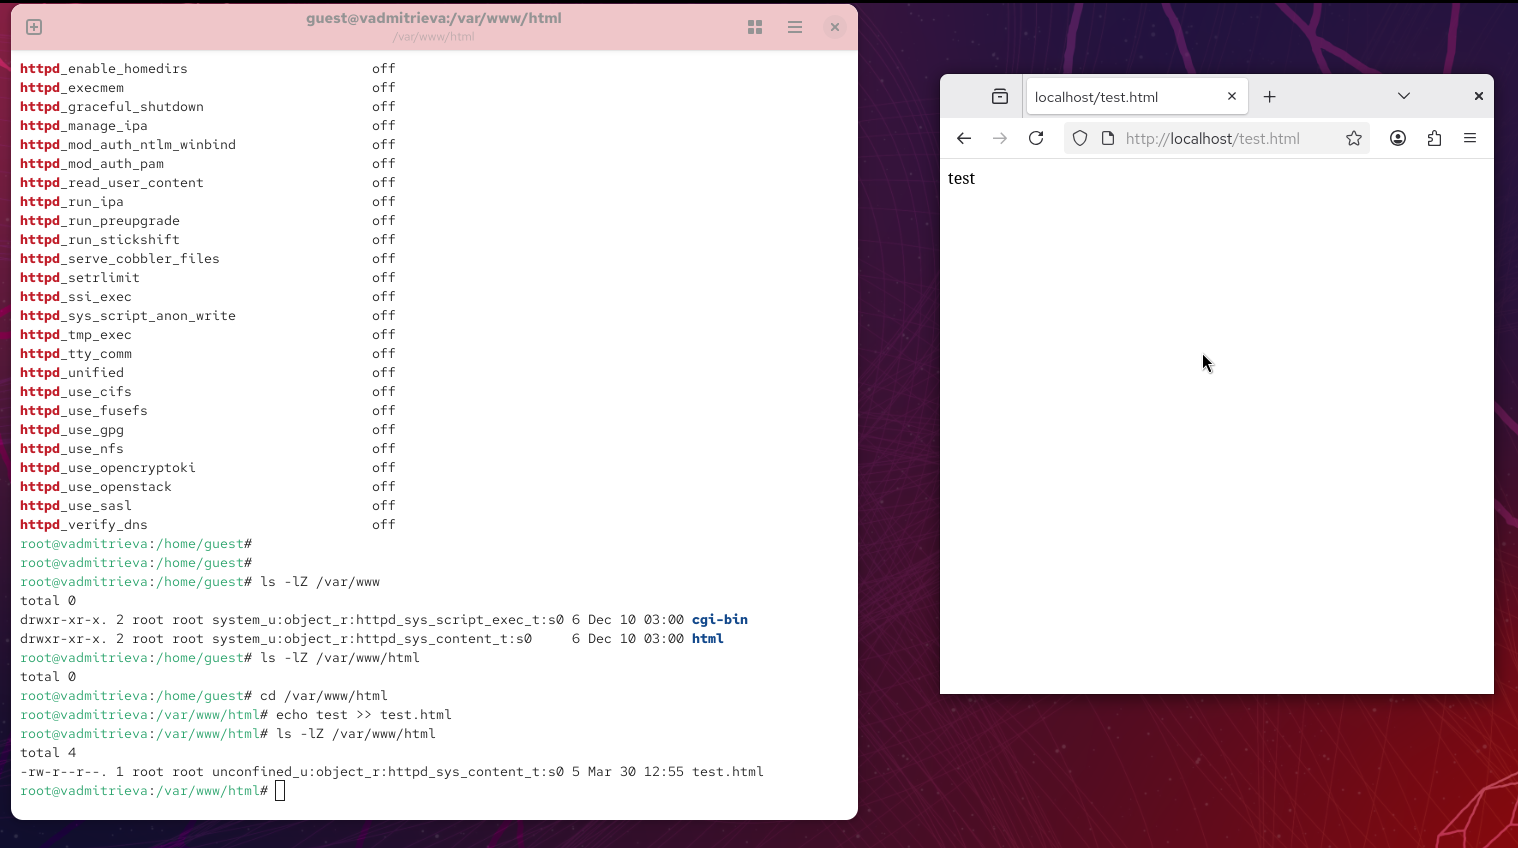 guest@vadmitrieva:/var/www/html
/var/www/html
httpd_enable_homedirs off
httpd_execmem off
httpd_graceful_shutdown off
httpd_manage_ipa off
httpd_mod_auth_ntlm_winbind off
httpd_mod_auth_pam off
httpd_read_user_content off
httpd_run_ipa off
httpd_run_preupgrade off
httpd_run_stickshift off
httpd_serve_cobbler_files off
httpd_setrlimit off
httpd_ssi_exec off
httpd_sys_script_anon_write off
httpd_tmp_exec off
httpd_tty_comm off
httpd_unified off
httpd_use_cifs off
httpd_use_fusefs off
httpd_use_gpg off
httpd_use_nfs off
httpd_use_opencryptoki off
httpd_use_openstack off
httpd_use_sasl off
httpd_verify_dns off
root@vadmitrieva:/home/guest#
root@vadmitrieva:/home/guest#
root@vadmitrieva:/home/guest# ls -lZ /var/www
total 0
drwxr-xr-x. 2 root root system_u:object_r:httpd_sys_script_exec_t:s0 6 Dec 10 03:00 cgi-bin
drwxr-xr-x. 2 root root system_u:object_r:httpd_sys_content_t:s0 6 Dec 10 03:00 html
root@vadmitrieva:/home/guest# ls -lZ /var/www/html
total 0
root@vadmitrieva:/home/guest# cd /var/www/html
root@vadmitrieva:/var/www/html# echo test >> test.html
root@vadmitrieva:/var/www/html# ls -lZ /var/www/html
total 4
-rw-r--r--. 1 root root unconfined_u:object_r:httpd_sys_content_t:s0 5 Mar 30 12:55 test.html
root@vadmitrieva:/var/www/html#
localhost/test.html
http://localhost/test.html
test